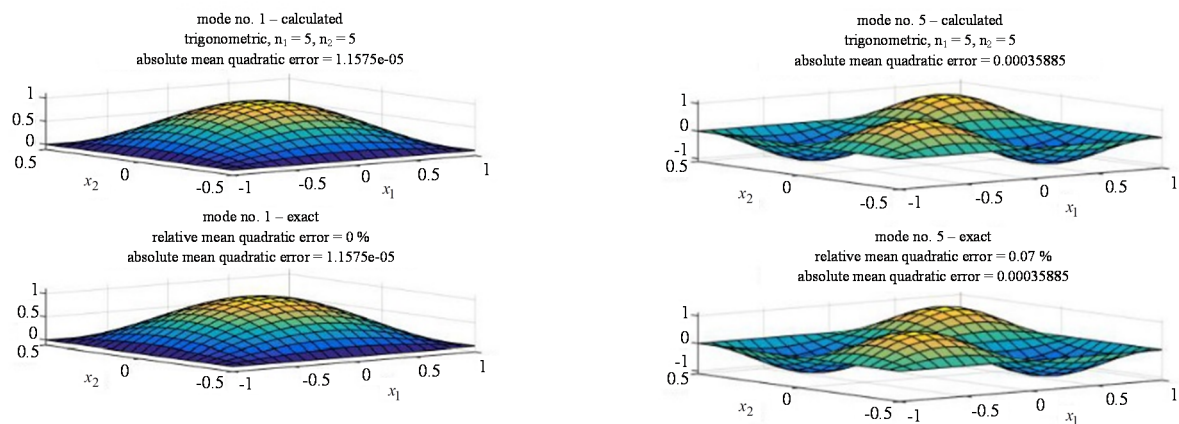 mode no. 1 – calculated
trigonometric, n₁ = 5, n₂ = 5
absolute mean quadratic error = 1.1575e-05
1
0.5
0
0.5
0
-0.5
x₂
-1
-0.5
0
0.5
1
x₁
mode no. 5 – calculated
trigonometric, n₁ = 5, n₂ = 5
absolute mean quadratic error = 0.00035885
1
0
-1
0.5
0
-0.5
x₂
-1
-0.5
0
0.5
1
x₁
mode no. 1 – exact
relative mean quadratic error = 0 %
absolute mean quadratic error = 1.1575e-05
1
0.5
0
0.5
0
-0.5
x₂
-1
-0.5
0
0.5
1
x₁
mode no. 5 – exact
relative mean quadratic error = 0.07 %
absolute mean quadratic error = 0.00035885
1
0
-1
0.5
0
-0.5
x₂
-1
-0.5
0
0.5
1
x₁